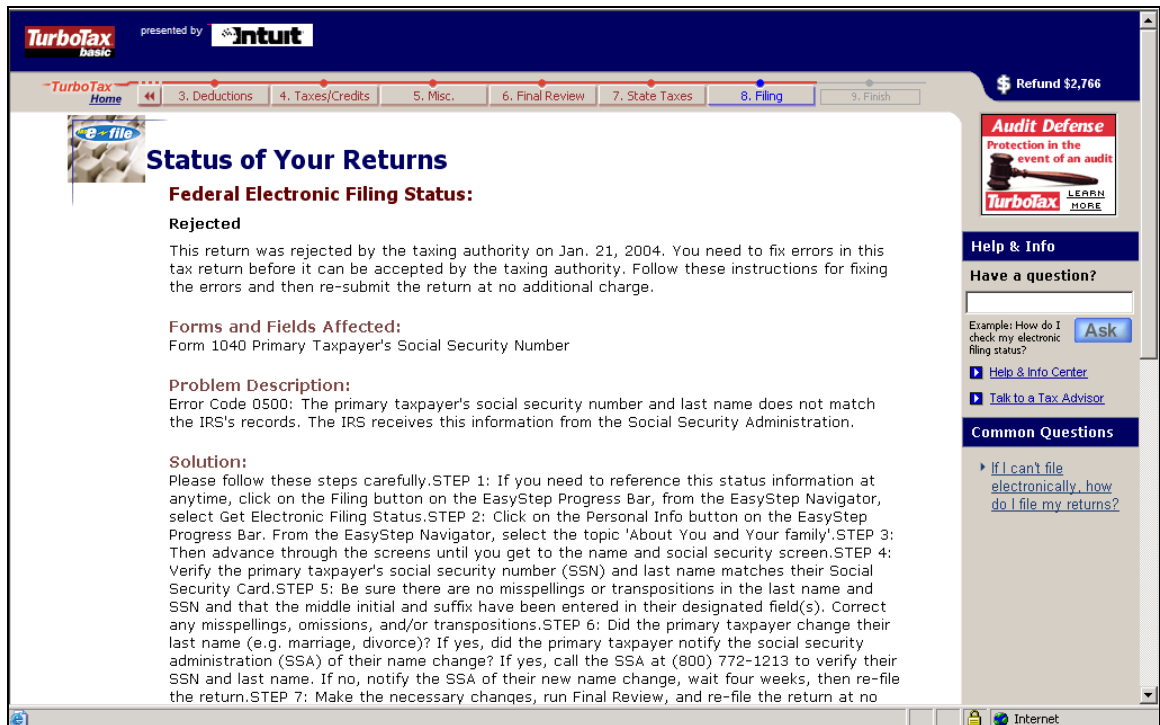 TurboTax
basic
presented by
Intuit
TurboTax
Home
3. Deductions
4. Taxes/Credits
5. Misc.
6. Final Review
7. State Taxes
8. Filing
9. Finish
$ Refund $2,766
e-file
Status of Your Returns
Federal Electronic Filing Status:
Rejected
This return was rejected by the taxing authority on Jan. 21, 2004. You need to fix errors in this
tax return before it can be accepted by the taxing authority. Follow these instructions for fixing
the errors and then re-submit the return at no additional charge.
Forms and Fields Affected:
Form 1040 Primary Taxpayer's Social Security Number
Problem Description:
Error Code 0500: The primary taxpayer's social security number and last name does not match
the IRS's records. The IRS receives this information from the Social Security Administration.
Solution:
Please follow these steps carefully.STEP 1: If you need to reference this status information at
anytime, click on the Filing button on the EasyStep Progress Bar, from the EasyStep Navigator,
select Get Electronic Filing Status.STEP 2: Click on the Personal Info button on the EasyStep
Progress Bar. From the EasyStep Navigator, select the topic 'About You and Your family'.STEP 3:
Then advance through the screens until you get to the name and social security screen.STEP 4:
Verify the primary taxpayer's social security number (SSN) and last name matches their Social
Security Card.STEP 5: Be sure there are no misspellings or transpositions in the last name and
SSN and that the middle initial and suffix have been entered in their designated field(s). Correct
any misspellings, omissions, and/or transpositions.STEP 6: Did the primary taxpayer change their
last name (e.g. marriage, divorce)? If yes, did the primary taxpayer notify the social security
administration (SSA) of their name change? If yes, call the SSA at (800) 772-1213 to verify their
SSN and last name. If no, notify the SSA of their new name change, wait four weeks, then re-file
the return.STEP 7: Make the necessary changes, run Final Review, and re-file the return at no
Audit Defense
Protection in the
event of an audit
TurboTax
LEARN
MORE
Help & Info
Have a question?
Example: How do I
check my electronic
filing status?
Ask
Help & Info Center
Talk to a Tax Advisor
Common Questions
If I can't file
electronically, how
do I file my returns?
Internet